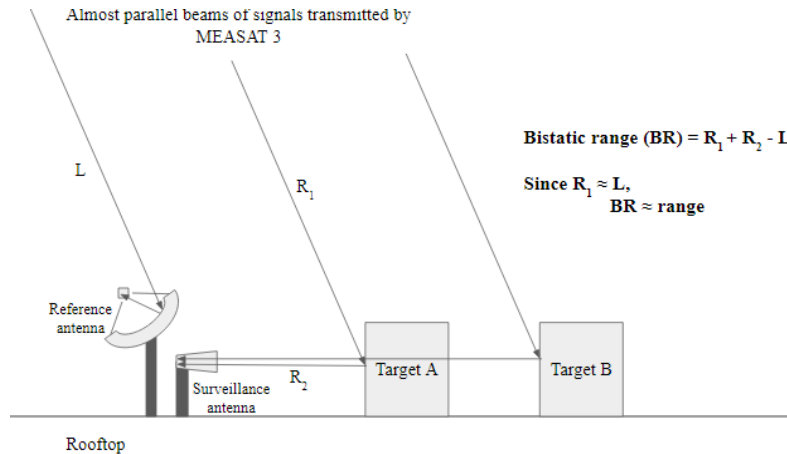 Almost parallel beams of signals transmitted by
MEASAT 3
Bistatic range (BR) = R₁ + R₂ - L
Since R₁ ≈ L,
BR ≈ range
L
R₁
Reference
antenna
R₂
Surveillance
antenna
Target A
Target B
Rooftop